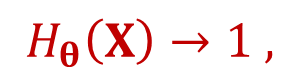 H_𝛉(𝐗) → 1 ,